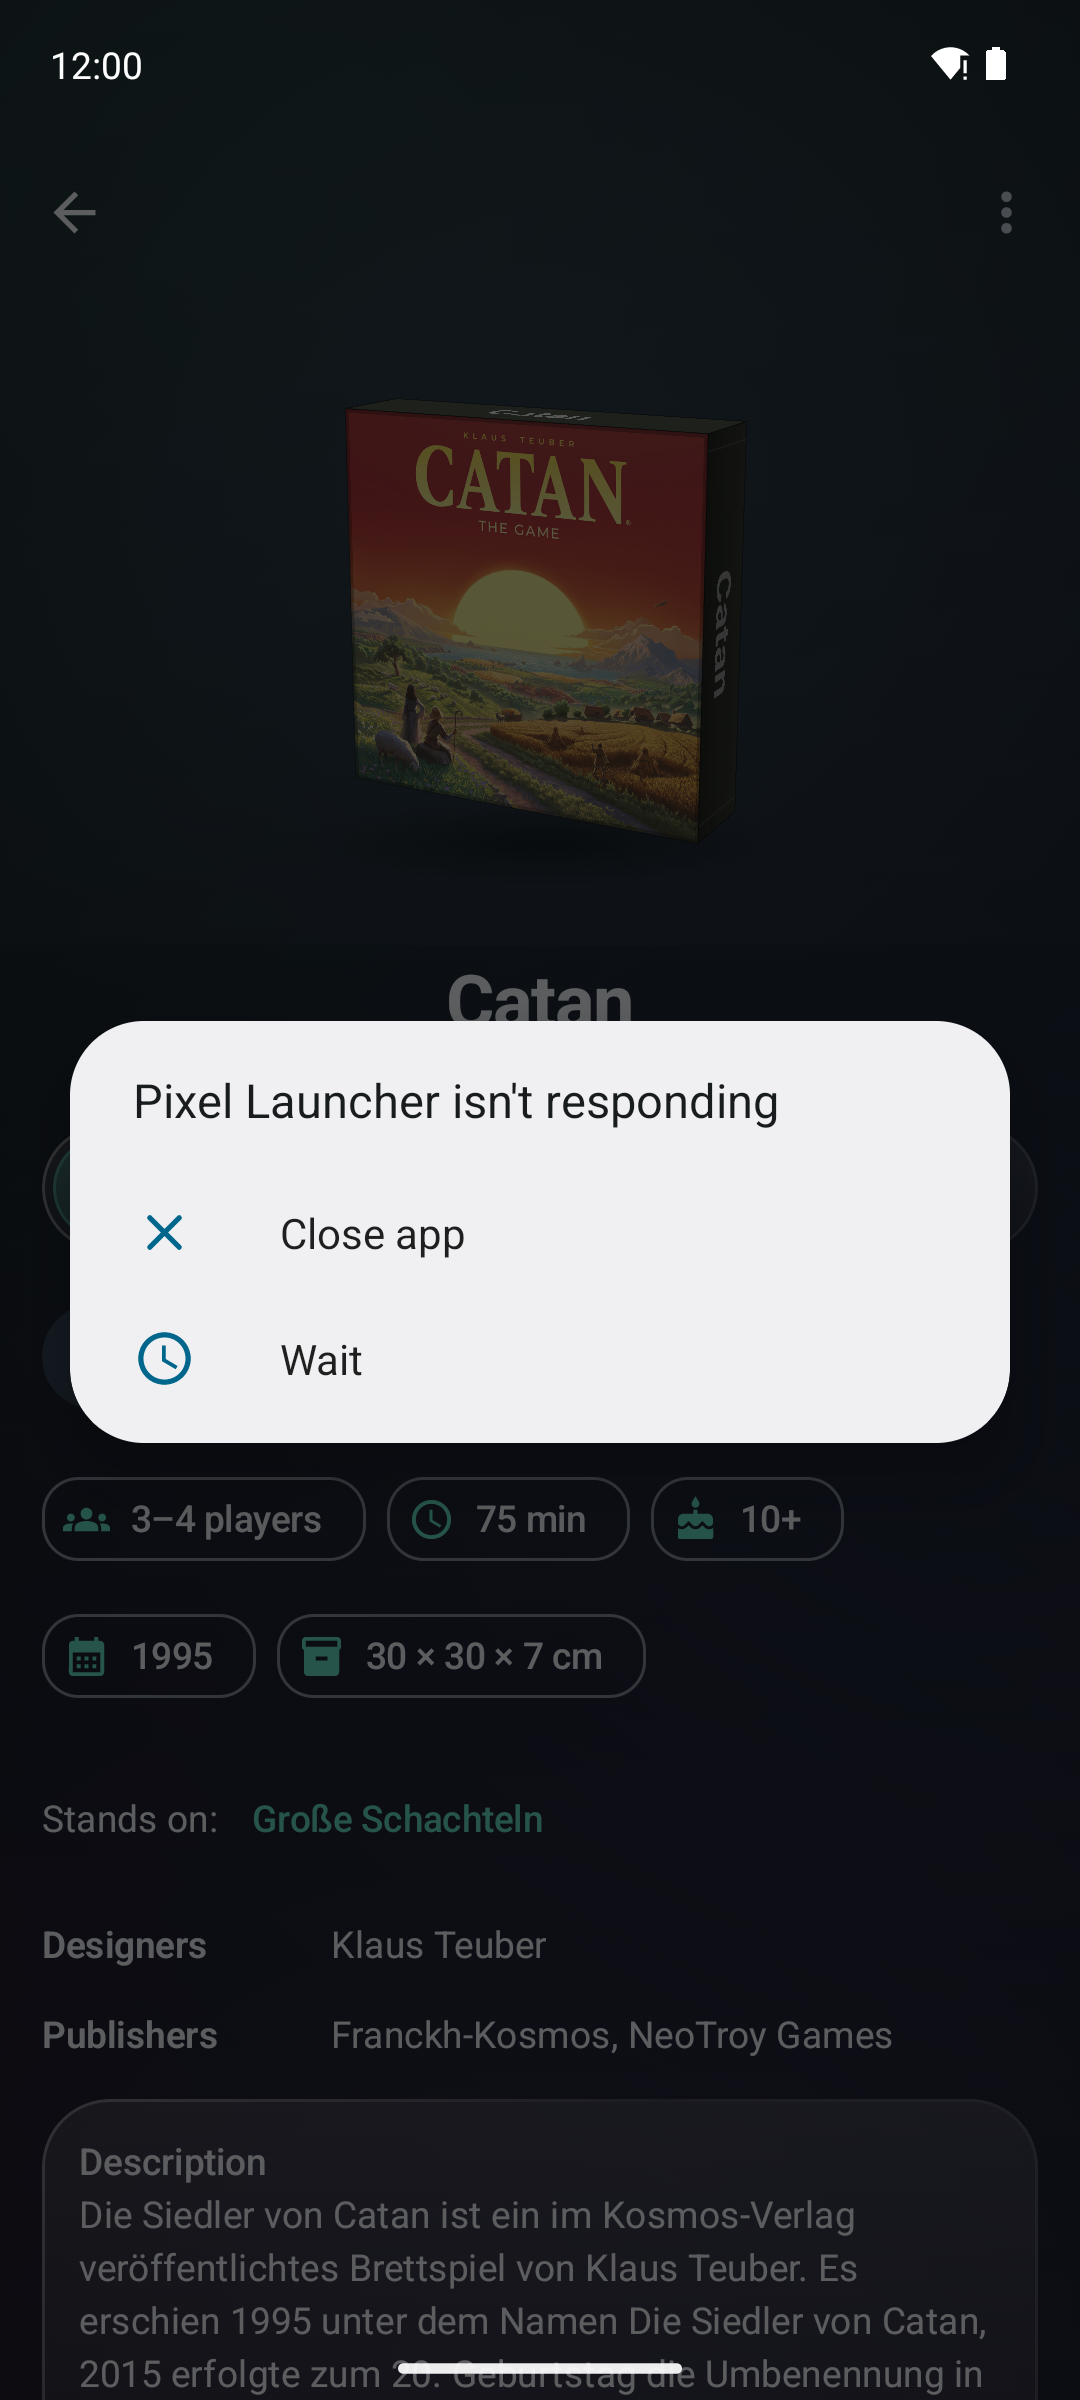 12:00
Catan
KLAUS TEUBER
CATAN
THE GAME
Catan
Catan
Pixel Launcher isn't responding
Close app
Wait
3–4 players
75 min
10+
1995
30 × 30 × 7 cm
Stands on: Große Schachteln
Designers Klaus Teuber
Publishers Franckh-Kosmos, NeoTroy Games
Description
Die Siedler von Catan ist ein im Kosmos-Verlag
veröffentlichtes Brettspiel von Klaus Teuber. Es
erschien 1995 unter dem Namen Die Siedler von Catan,
2015 erfolgte zum 20. Geburtstag die Umbenennung in